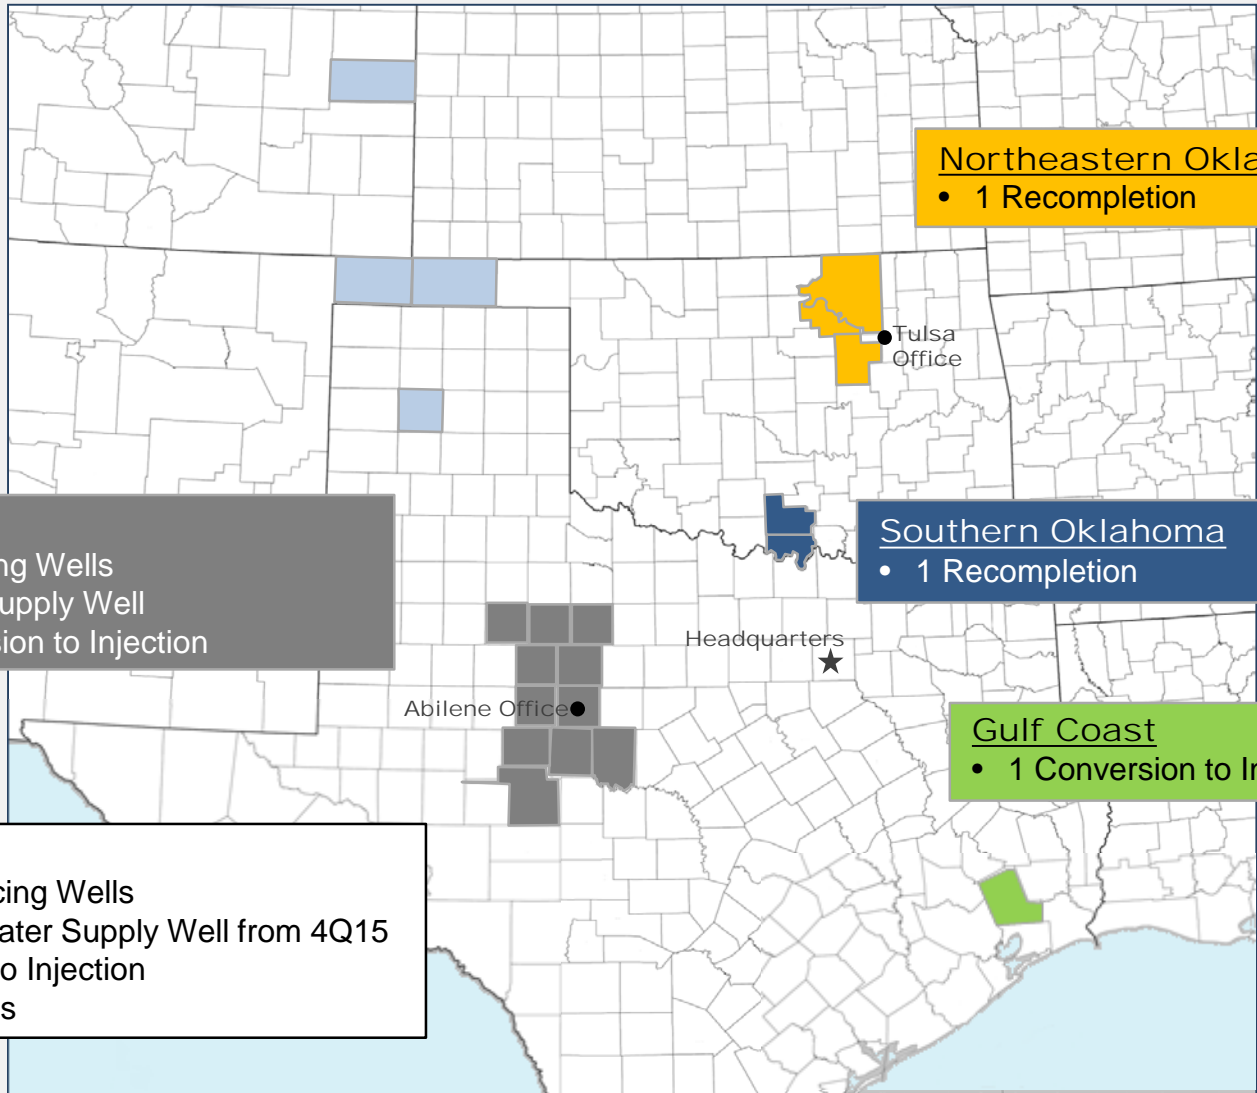 Northeastern Okla
• 1 Recompletion
Tulsa
Office
Southern Oklahoma
• 1 Recompletion
ng Wells
upply Well
sion to Injection
Headquarters
Abilene Office
Gulf Coast
• 1 Conversion to In
cing Wells
ater Supply Well from 4Q15
o Injection
s